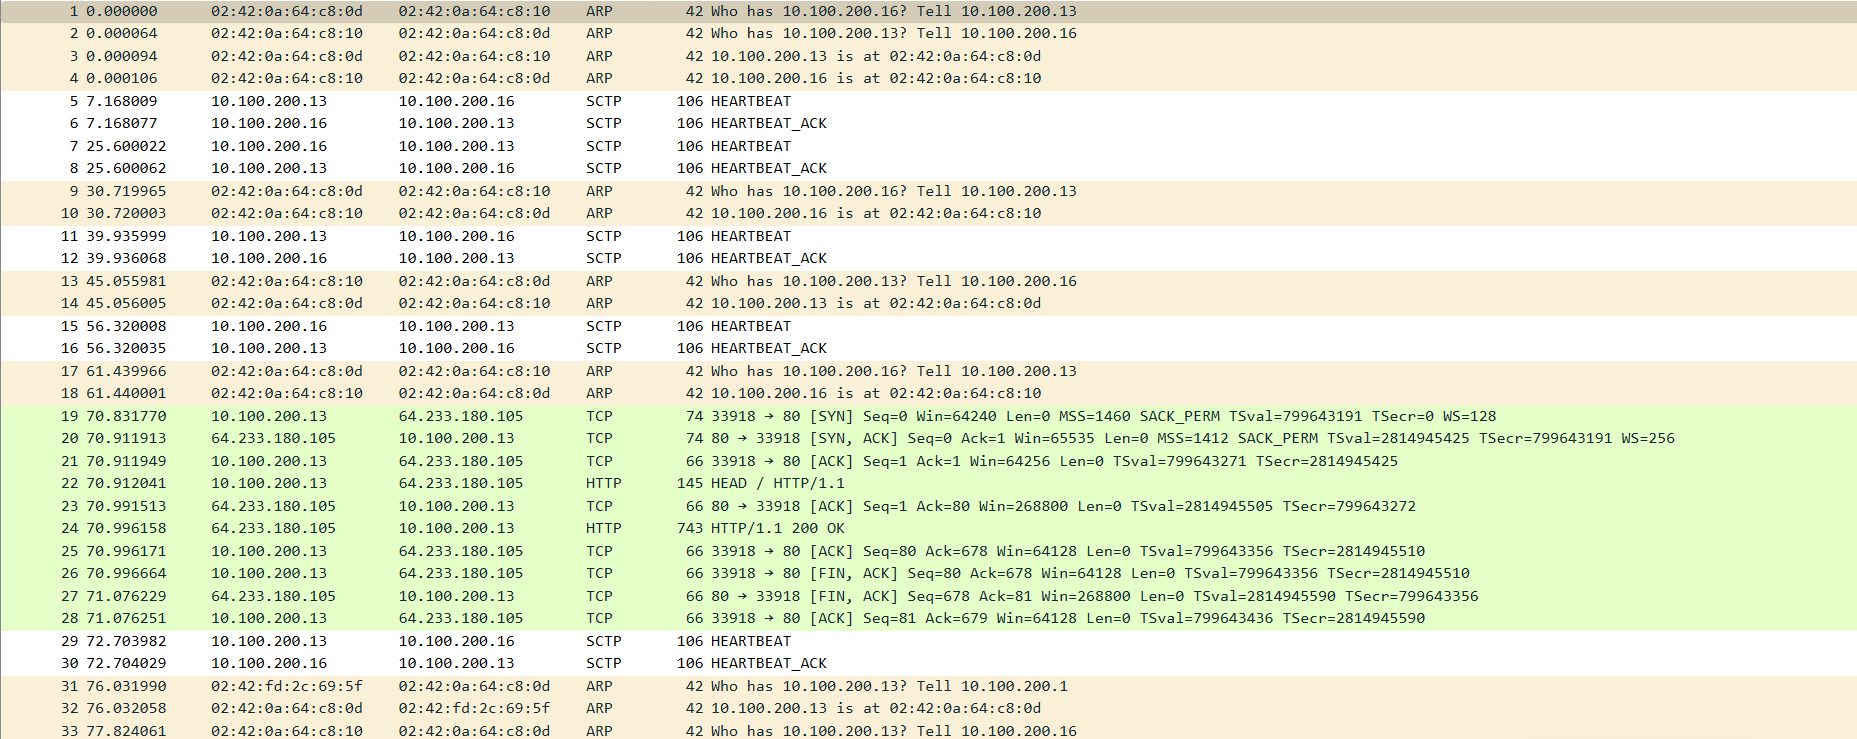 1 0.000000 02:42:0a:64:c8:0d 02:42:0a:64:c8:10 ARP 42 Who has 10.100.200.16? Tell 10.100.200.13
2 0.000064 02:42:0a:64:c8:10 02:42:0a:64:c8:0d ARP 42 Who has 10.100.200.13? Tell 10.100.200.16
3 0.000094 02:42:0a:64:c8:0d 02:42:0a:64:c8:10 ARP 42 10.100.200.13 is at 02:42:0a:64:c8:0d
4 0.000106 02:42:0a:64:c8:10 02:42:0a:64:c8:0d ARP 42 10.100.200.16 is at 02:42:0a:64:c8:10
5 7.168009 10.100.200.13 10.100.200.16 SCTP 106 HEARTBEAT
6 7.168077 10.100.200.16 10.100.200.13 SCTP 106 HEARTBEAT_ACK
7 25.600022 10.100.200.16 10.100.200.13 SCTP 106 HEARTBEAT
8 25.600062 10.100.200.13 10.100.200.16 SCTP 106 HEARTBEAT_ACK
9 30.719965 02:42:0a:64:c8:0d 02:42:0a:64:c8:10 ARP 42 Who has 10.100.200.16? Tell 10.100.200.13
10 30.720003 02:42:0a:64:c8:10 02:42:0a:64:c8:0d ARP 42 10.100.200.16 is at 02:42:0a:64:c8:10
11 39.935999 10.100.200.13 10.100.200.16 SCTP 106 HEARTBEAT
12 39.936068 10.100.200.16 10.100.200.13 SCTP 106 HEARTBEAT_ACK
13 45.055981 02:42:0a:64:c8:10 02:42:0a:64:c8:0d ARP 42 Who has 10.100.200.13? Tell 10.100.200.16
14 45.056005 02:42:0a:64:c8:0d 02:42:0a:64:c8:10 ARP 42 10.100.200.13 is at 02:42:0a:64:c8:0d
15 56.320008 10.100.200.16 10.100.200.13 SCTP 106 HEARTBEAT
16 56.320035 10.100.200.13 10.100.200.16 SCTP 106 HEARTBEAT_ACK
17 61.439966 02:42:0a:64:c8:0d 02:42:0a:64:c8:10 ARP 42 Who has 10.100.200.16? Tell 10.100.200.13
18 61.440001 02:42:0a:64:c8:10 02:42:0a:64:c8:0d ARP 42 10.100.200.16 is at 02:42:0a:64:c8:10
19 70.831770 10.100.200.13 64.233.180.105 TCP 74 33918 → 80 [SYN] Seq=0 Win=64240 Len=0 MSS=1460 SACK_PERM TSval=799643191 TSecr=0 WS=128
20 70.911913 64.233.180.105 10.100.200.13 TCP 74 80 → 33918 [SYN, ACK] Seq=0 Ack=1 Win=65535 Len=0 MSS=1412 SACK_PERM TSval=2814945425 TSecr=799643191 WS=256
21 70.911949 10.100.200.13 64.233.180.105 TCP 66 33918 → 80 [ACK] Seq=1 Ack=1 Win=64256 Len=0 TSval=799643271 TSecr=2814945425
22 70.912041 10.100.200.13 64.233.180.105 HTTP 145 HEAD / HTTP/1.1
23 70.991513 64.233.180.105 10.100.200.13 TCP 66 80 → 33918 [ACK] Seq=1 Ack=80 Win=268800 Len=0 TSval=2814945505 TSecr=799643272
24 70.996158 64.233.180.105 10.100.200.13 HTTP 743 HTTP/1.1 200 OK
25 70.996171 10.100.200.13 64.233.180.105 TCP 66 33918 → 80 [ACK] Seq=80 Ack=678 Win=64128 Len=0 TSval=799643356 TSecr=2814945510
26 70.996664 10.100.200.13 64.233.180.105 TCP 66 33918 → 80 [FIN, ACK] Seq=80 Ack=678 Win=64128 Len=0 TSval=799643356 TSecr=2814945510
27 71.076229 64.233.180.105 10.100.200.13 TCP 66 80 → 33918 [FIN, ACK] Seq=678 Ack=81 Win=268800 Len=0 TSval=2814945590 TSecr=799643356
28 71.076251 10.100.200.13 64.233.180.105 TCP 66 33918 → 80 [ACK] Seq=81 Ack=679 Win=64128 Len=0 TSval=799643436 TSecr=2814945590
29 72.703982 10.100.200.13 10.100.200.16 SCTP 106 HEARTBEAT
30 72.704029 10.100.200.16 10.100.200.13 SCTP 106 HEARTBEAT_ACK
31 76.031990 02:42:fd:2c:69:5f 02:42:0a:64:c8:0d ARP 42 Who has 10.100.200.13? Tell 10.100.200.1
32 76.032058 02:42:0a:64:c8:0d 02:42:fd:2c:69:5f ARP 42 10.100.200.13 is at 02:42:0a:64:c8:0d
33 77.824061 02:42:0a:64:c8:10 02:42:0a:64:c8:0d ARP 42 Who has 10.100.200.13? Tell 10.100.200.16